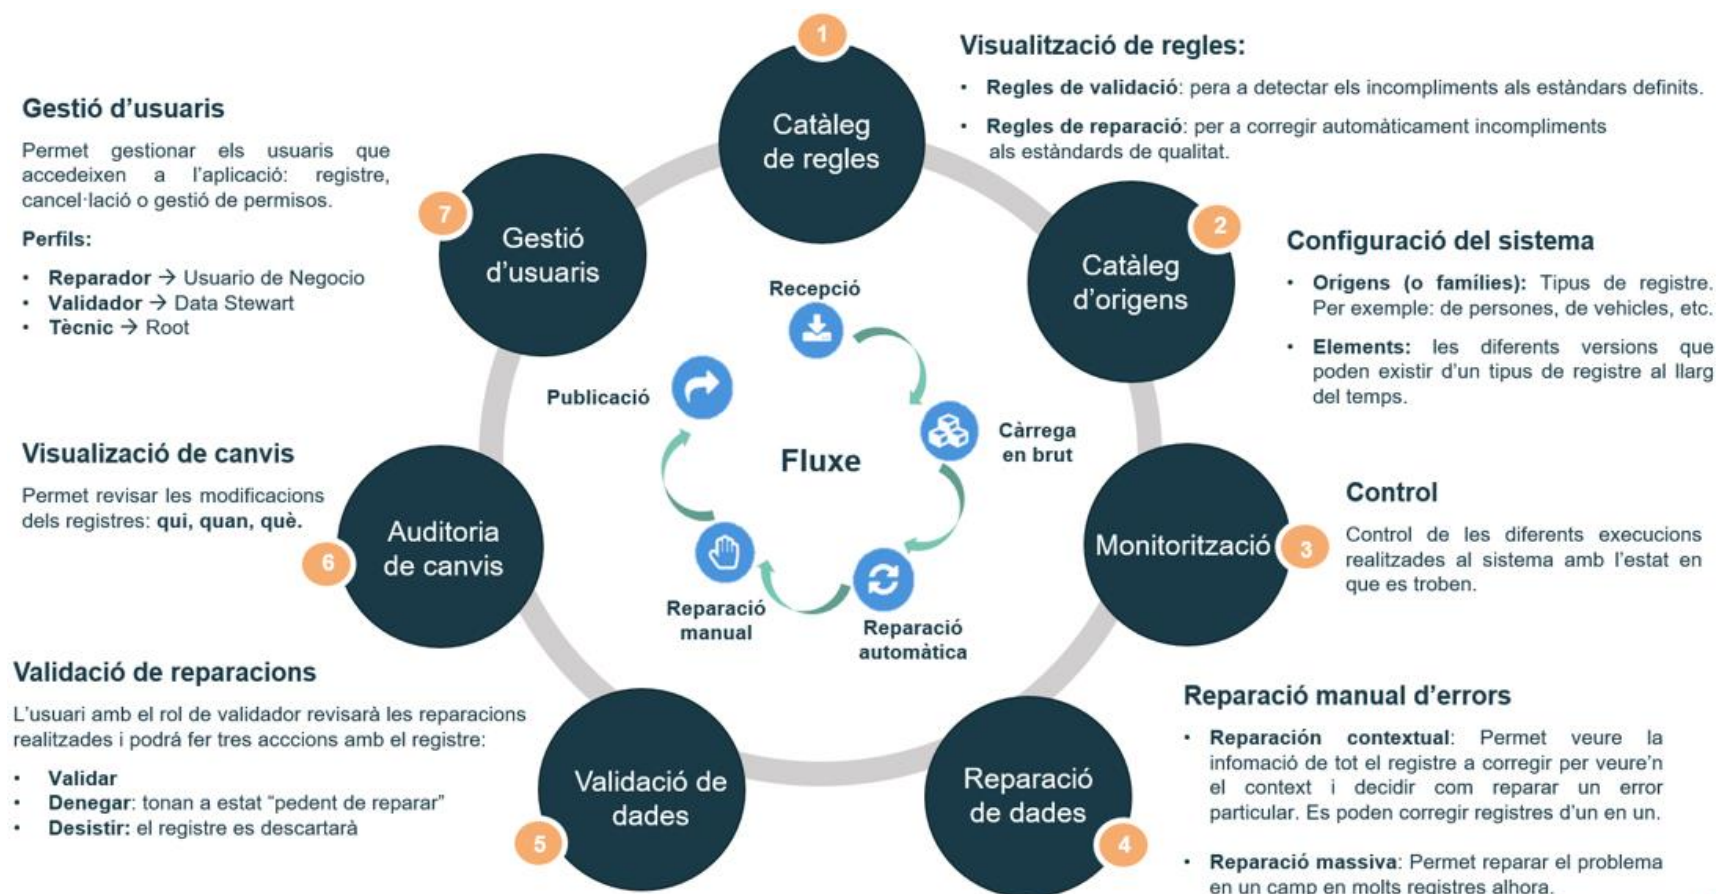 1
Catàleg
de regles
Visualització de regles:
• Regles de validació: pera a detectar els incompliments als estàndars definits.
• Regles de reparació: per a corregir automàticament incompliments
als estàndards de qualitat.
2
Catàleg
d'origens
Configuració del sistema
• Orígens (o famílies): Tipus de registre.
Per exemple: de persones, de vehicles, etc.
• Elements: les diferents versions que
poden existir d'un tipus de registre al llarg
del temps.
Monitorització
3
Control
Control de les diferents execucions
realitzades al sistema amb l'estat en
que es troben.
Reparació
de dades
4
Reparació manual d'errors
• Reparación contextual: Permet veure la
infomació de tot el registre a corregir per veure'n
el context i decidir com reparar un error
particular. Es poden corregir registres d'un en un.
• Reparació massiva: Permet reparar el problema
en un camp en molts registres alhora.
Validació de
dades
5
Validació de reparacions
L'usuari amb el rol de validador revisarà les reparacions
realitzades i podrá fer tres acccions amb el registre:
• Validar
• Denegar: tonan a estat "pedent de reparar"
• Desistir: el registre es descartarà
Auditoria
de canvis
6
Visualizació de canvis
Permet revisar les modificacions
dels registres: qui, quan, què.
7
Gestió
d'usuaris
Gestió d'usuaris
Permet gestionar els usuaris que
accedeixen a l'aplicació: registre,
cancel·lació o gestió de permisos.
Perfils:
• Reparador → Usuario de Negocio
• Validador → Data Stewart
• Tècnic → Root
Fluxe
Recepció
Càrrega
en brut
Reparació
automàtica
Reparació
manual
Publicació